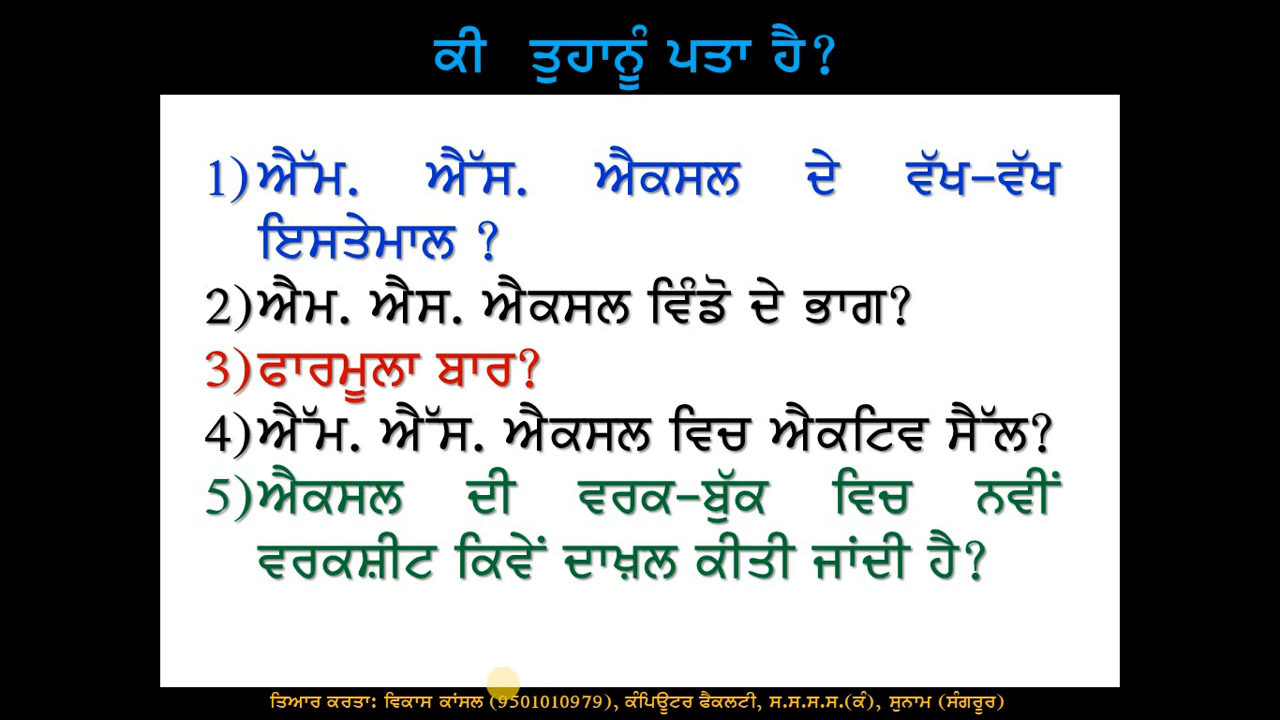 ਕੀ ਤੁਹਾਨੂੰ ਪਤਾ ਹੈ?
1) ਐੱਮ. ਐੱਸ. ਐਕਸਲ ਦੇ ਵੱਖ-ਵੱਖ
ਇਸਤੇਮਾਲ ?
2) ਐਮ. ਐਸ. ਐਕਸਲ ਵਿੰਡੋ ਦੇ ਭਾਗ?
3) ਫਾਰਮੂਲਾ ਬਾਰ?
4) ਐੱਮ. ਐੱਸ. ਐਕਸਲ ਵਿਚ ਐਕਟਿਵ ਸੈੱਲ?
5) ਐਕਸਲ ਦੀ ਵਰਕ-ਬੁੱਕ ਵਿਚ ਨਵੀਂ
ਵਰਕਸ਼ੀਟ ਕਿਵੇਂ ਦਾਖ਼ਲ ਕੀਤੀ ਜਾਂਦੀ ਹੈ?
ਤਿਆਰ ਕਰਤਾ: ਵਿਕਾਸ ਕਾਂਸਲ (9501010979), ਕੰਪਿਊਟਰ ਫੈਕਲਟੀ, ਸ.ਸ.ਸ.ਸ.(ਕੰ), ਸੁਨਾਮ (ਸੰਗਰੂਰ)